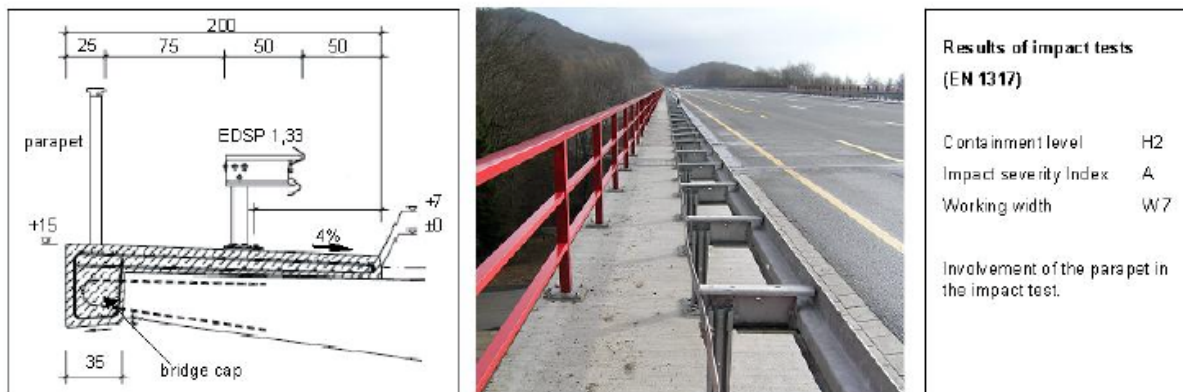 200
25 75 50 50
EDSP 1,33
parapet
+7
±0
+15
4%
35
bridge cap
Results of impact tests
(EN 1317)
Containment level H2
Impact severity Index A
Working width W7
Involvement of the parapet in
the impact test.